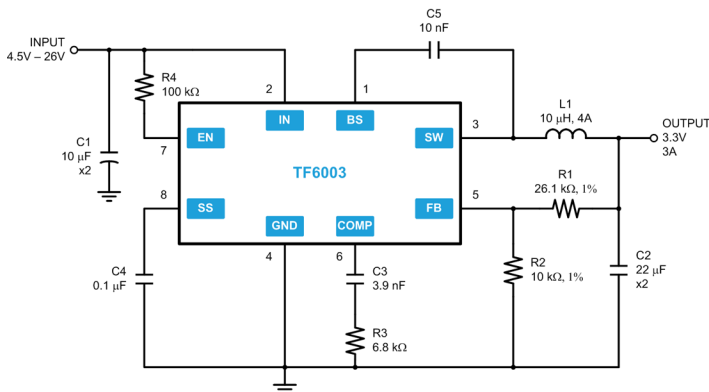 C5
10 nF
INPUT
4.5V – 26V
R4
100 kΩ
2
1
L1
10 μH, 4A
OUTPUT
3.3V
3A
IN
BS
3
EN
SW
C1
10 μF
x2
7
TF6003
R1
26.1 kΩ, 1%
8
5
SS
FB
GND
COMP
4
6
C4
0.1 μF
C3
3.9 nF
R2
10 kΩ, 1%
C2
22 μF
x2
R3
6.8 kΩ